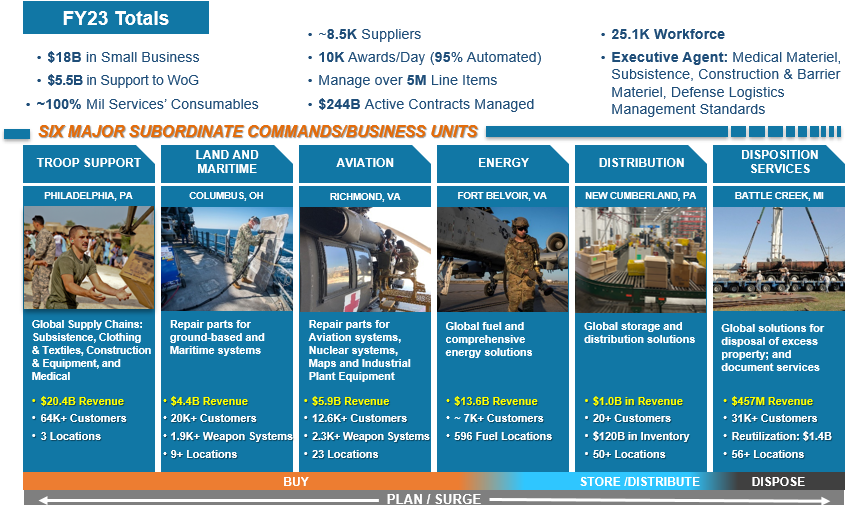 FY23 Totals
• $18B in Small Business
• $5.5B in Support to WoG
• ~100% Mil Services’ Consumables
• ~8.5K Suppliers
• 10K Awards/Day (95% Automated)
• Manage over 5M Line Items
• $244B Active Contracts Managed
• 25.1K Workforce
• Executive Agent: Medical Materiel,
Subsistence, Construction & Barrier
Materiel, Defense Logistics
Management Standards
SIX MAJOR SUBORDINATE COMMANDS/BUSINESS UNITS
TROOP SUPPORT
PHILADELPHIA, PA
Global Supply Chains:
Subsistence, Clothing
& Textiles, Construction
& Equipment, and
Medical
• $20.4B Revenue
• 64K+ Customers
• 3 Locations
LAND AND
MARITIME
COLUMBUS, OH
Repair parts for
ground-based and
Maritime systems
• $4.4B Revenue
• 20K+ Customers
• 1.9K+ Weapon Systems
• 9+ Locations
AVIATION
RICHMOND, VA
Repair parts for
Aviation systems,
Nuclear systems,
Maps and Industrial
Plant Equipment
• $5.9B Revenue
• 12.6K+ Customers
• 2.3K+ Weapon Systems
• 23 Locations
ENERGY
FORT BELVOIR, VA
Global fuel and
comprehensive
energy solutions
• $13.6B Revenue
• ~ 7K+ Customers
• 596 Fuel Locations
DISTRIBUTION
NEW CUMBERLAND, PA
Global storage and
distribution solutions
• $1.0B in Revenue
• 20+ Customers
• $120B in Inventory
• 50+ Locations
DISPOSITION
SERVICES
BATTLE CREEK, MI
Global solutions for
disposal of excess
property; and
document services
• $457M Revenue
• 31K+ Customers
• Reutilization: $1.4B
• 56+ Locations
BUY
STORE /DISTRIBUTE
DISPOSE
PLAN / SURGE